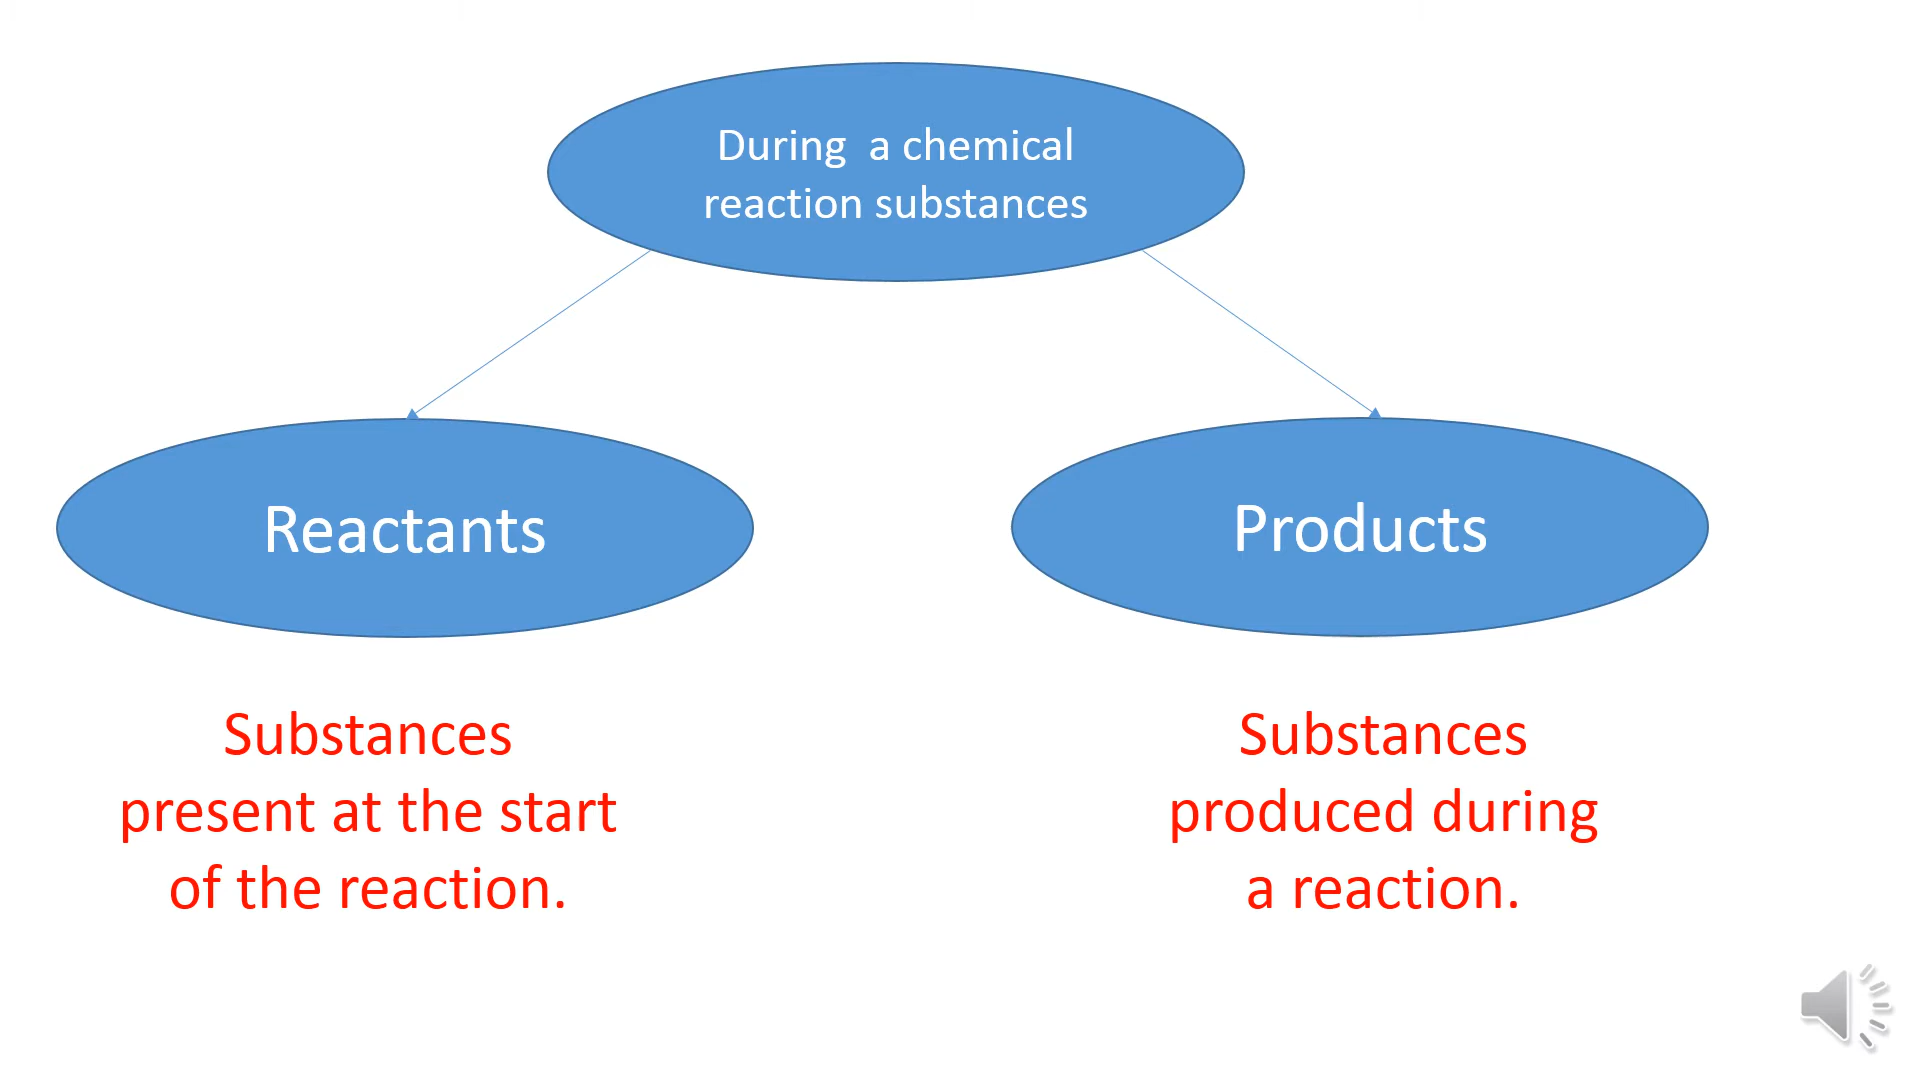 During  a chemical
reaction substances
Reactants
Products
Substances
present at the start
of the reaction.
Substances
produced during
a reaction.